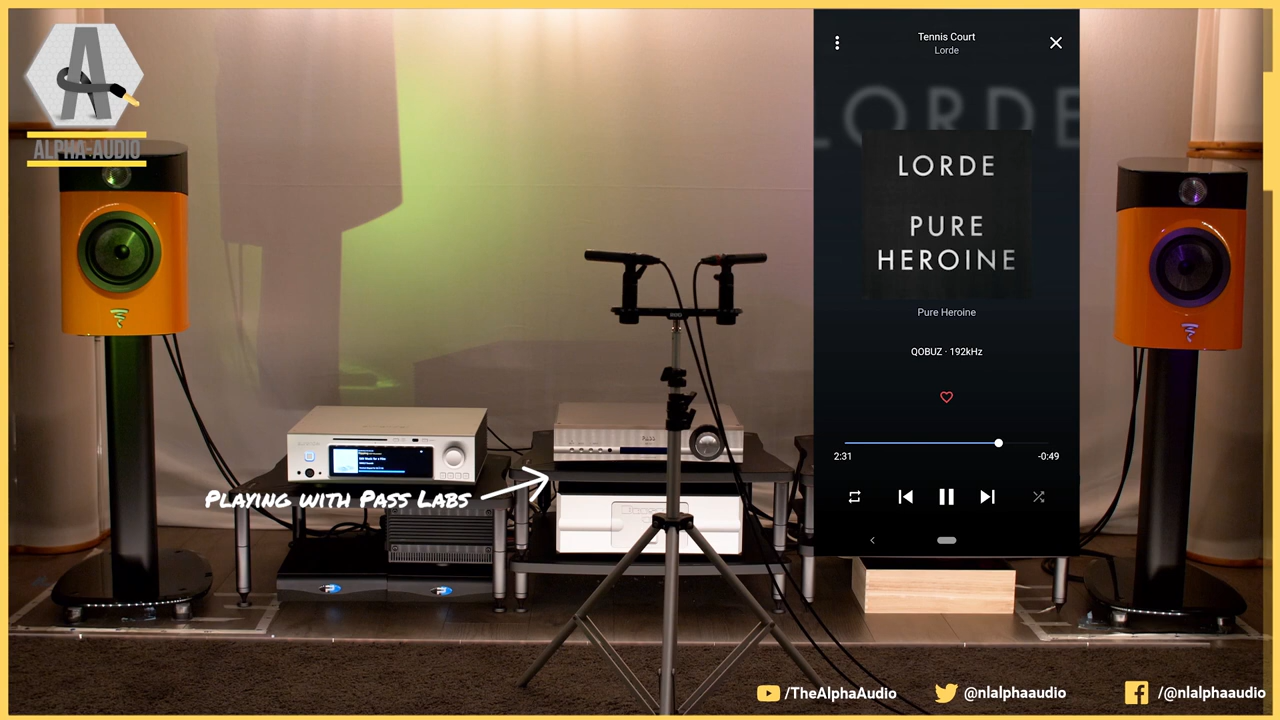 ALPHA-AUDIO
Tennis Court
Lorde
LORDE
LORDE
PURE
HEROINE
Pure Heroine
QOBUZ · 192kHz
2:31
-0:49
Playing with Pass Labs
PASS
/TheAlphaAudio
@nlalphaaudio
/@nlalphaaudio